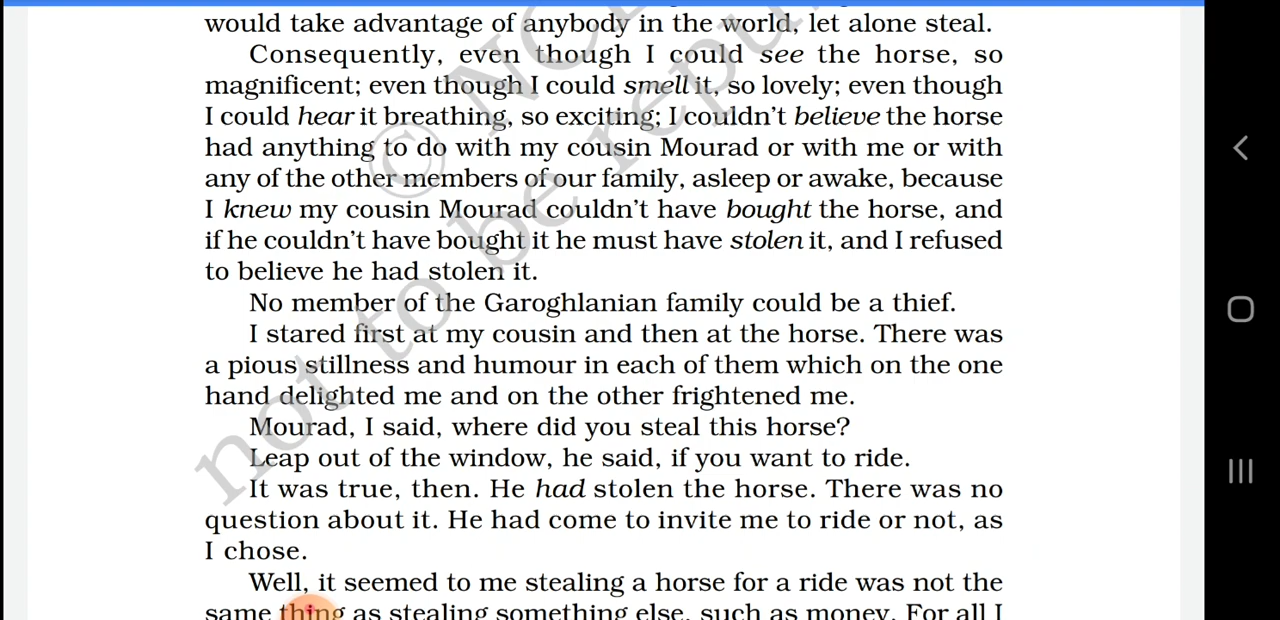 would take advantage of anybody in the world, let alone steal.
Consequently, even though I could see the horse, so
magnificent; even though I could smell it, so lovely; even though
I could hear it breathing, so exciting; I couldn't believe the horse
had anything to do with my cousin Mourad or with me or with
any of the other members of our family, asleep or awake, because
I knew my cousin Mourad couldn't have bought the horse, and
if he couldn't have bought it he must have stolen it, and I refused
to believe he had stolen it.
No member of the Garoghlanian family could be a thief.
I stared first at my cousin and then at the horse. There was
a pious stillness and humour in each of them which on the one
hand delighted me and on the other frightened me.
Mourad, I said, where did you steal this horse?
Leap out of the window, he said, if you want to ride.
It was true, then. He had stolen the horse. There was no
question about it. He had come to invite me to ride or not, as
I chose.
Well, it seemed to me stealing a horse for a ride was not the
same thing as stealing something else, such as money. For all I
© NC
not to be repu